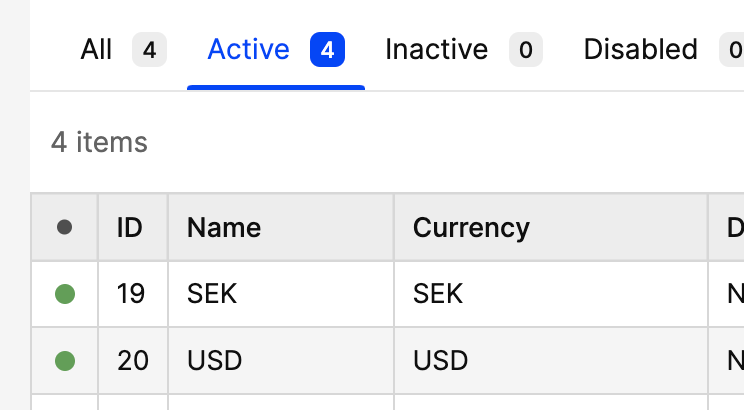 All 4 Active 4 Inactive 0 Disabled 0
4 items
ID Name Currency D
19 SEK SEK N
20 USD USD N